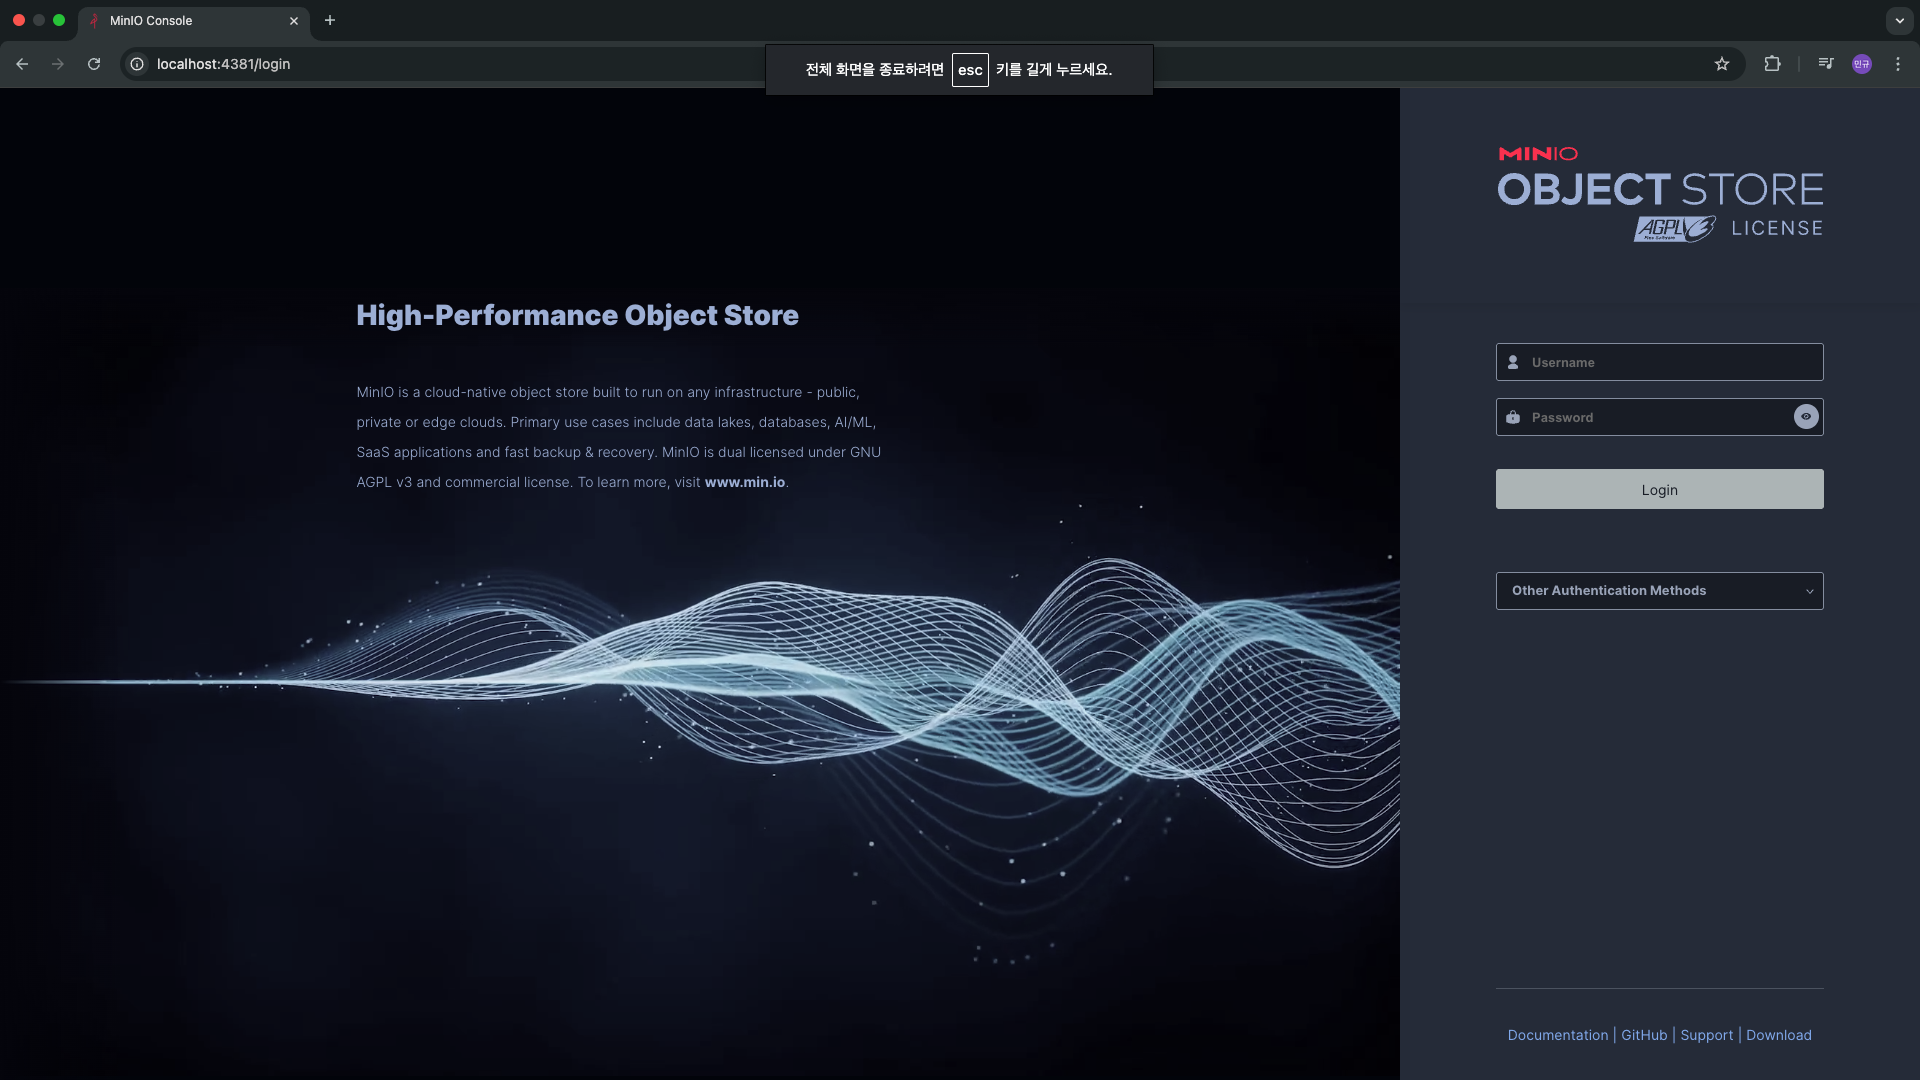 MinIO Console
localhost:4381/login
전체 화면을 종료하려면 esc 키를 길게 누르세요.
민규
MINIO
OBJECT STORE
AGPL v3 LICENSE
Free Software
High-Performance Object Store
MinIO is a cloud-native object store built to run on any infrastructure - public,
private or edge clouds. Primary use cases include data lakes, databases, AI/ML,
SaaS applications and fast backup & recovery. MinIO is dual licensed under GNU
AGPL v3 and commercial license. To learn more, visit www.min.io.
Username
Password
Login
Other Authentication Methods
Documentation | GitHub | Support | Download